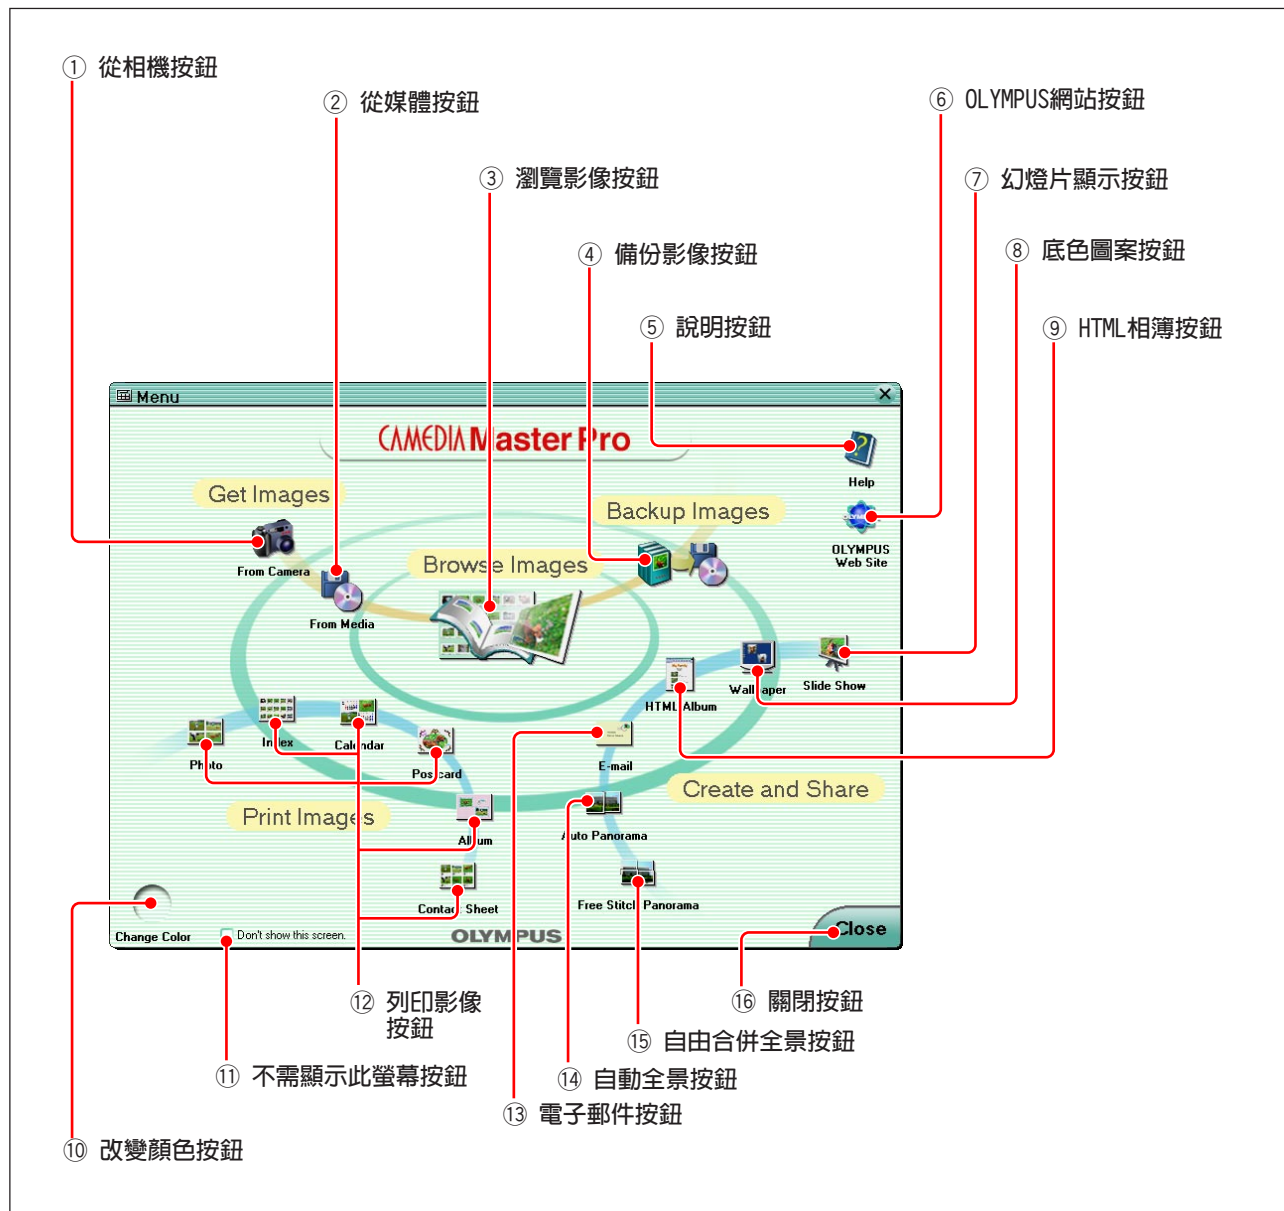 ① 從相機按鈕
② 從媒體按鈕
③ 瀏覽影像按鈕
④ 備份影像按鈕
⑤ 說明按鈕
⑥ OLYMPUS網站按鈕
⑦ 幻燈片顯示按鈕
⑧ 底色圖案按鈕
⑨ HTML相簿按鈕
Menu
CAMEDIA Master Pro
Help
Get Images
Backup Images
OLYMPUS
Web Site
From Camera
Browse Images
From Media
HTML Album
Wallpaper
Slide Show
Photo
Index
Calendar
Postcard
E-mail
Create and Share
Print Images
Album
Auto Panorama
Contact Sheet
Free Stitch Panorama
Change Color
Don't show this screen.
OLYMPUS
Close
⑫ 列印影像
按鈕
⑯ 關閉按鈕
⑮ 自由合併全景按鈕
⑪ 不需顯示此螢幕按鈕
⑭ 自動全景按鈕
⑬ 電子郵件按鈕
⑩ 改變顏色按鈕